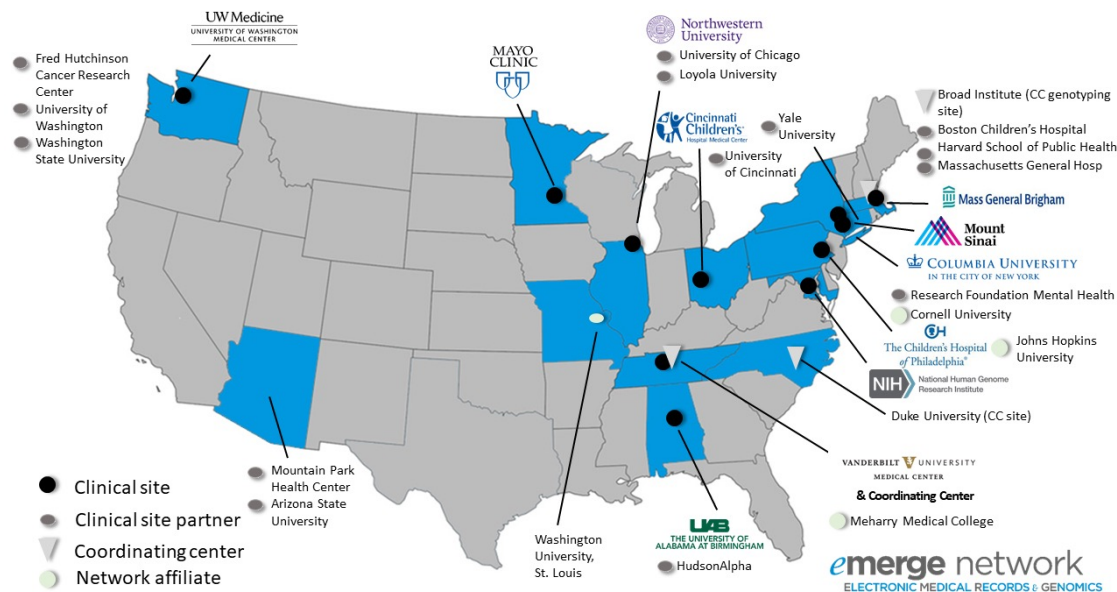 UW Medicine
UNIVERSITY OF WASHINGTON
MEDICAL CENTER
Fred Hutchinson
Cancer Research
Center
University of
Washington
Washington
State University
MAYO
CLINIC
Northwestern
University
University of Chicago
Loyola University
Cincinnati
Children's
Hospital Medical Center
University
of Cincinnati
Yale
University
Broad Institute (CC genotyping
site)
Boston Children's Hospital
Harvard School of Public Health
Massachusetts General Hosp
Mass General Brigham
Mount
Sinai
COLUMBIA UNIVERSITY
IN THE CITY OF NEW YORK
Research Foundation Mental Health
Cornell University
CH
The Children's Hospital
of Philadelphia®
Johns Hopkins
University
NIH
National Human Genome
Research Institute
Duke University (CC site)
VANDERBILT V UNIVERSITY
MEDICAL CENTER
& Coordinating Center
Meharry Medical College
Mountain Park
Health Center
Arizona State
University
Washington
University,
St. Louis
UAB
THE UNIVERSITY OF
ALABAMA AT BIRMINGHAM
HudsonAlpha
Clinical site
Clinical site partner
Coordinating center
Network affiliate
emerge network
ELECTRONIC MEDICAL RECORDS & GENOMICS